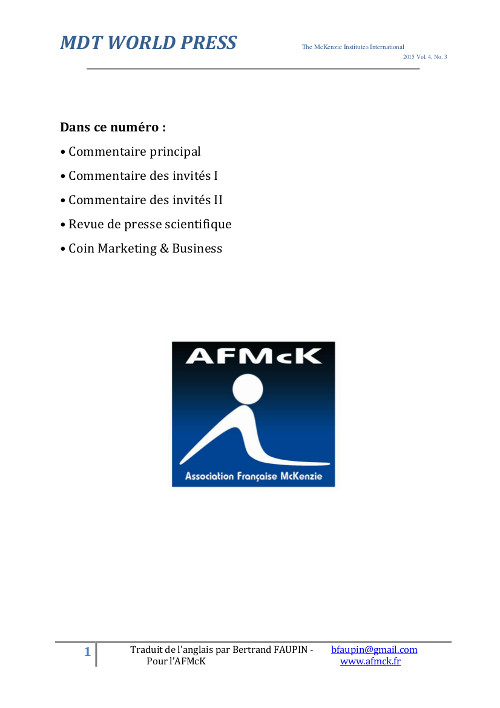 MDT WORLD PRESS
The McKenzie Institutes International
2015 Vol. 4, No. 3
Dans ce numéro :
• Commentaire principal
• Commentaire des invités I
• Commentaire des invités II
• Revue de presse scientifique
• Coin Marketing & Business
AFMcK
Association Française McKenzie
1
Traduit de l'anglais par Bertrand FAUPIN - bfaupin@gmail.com
Pour l'AFMcK www.afmck.fr